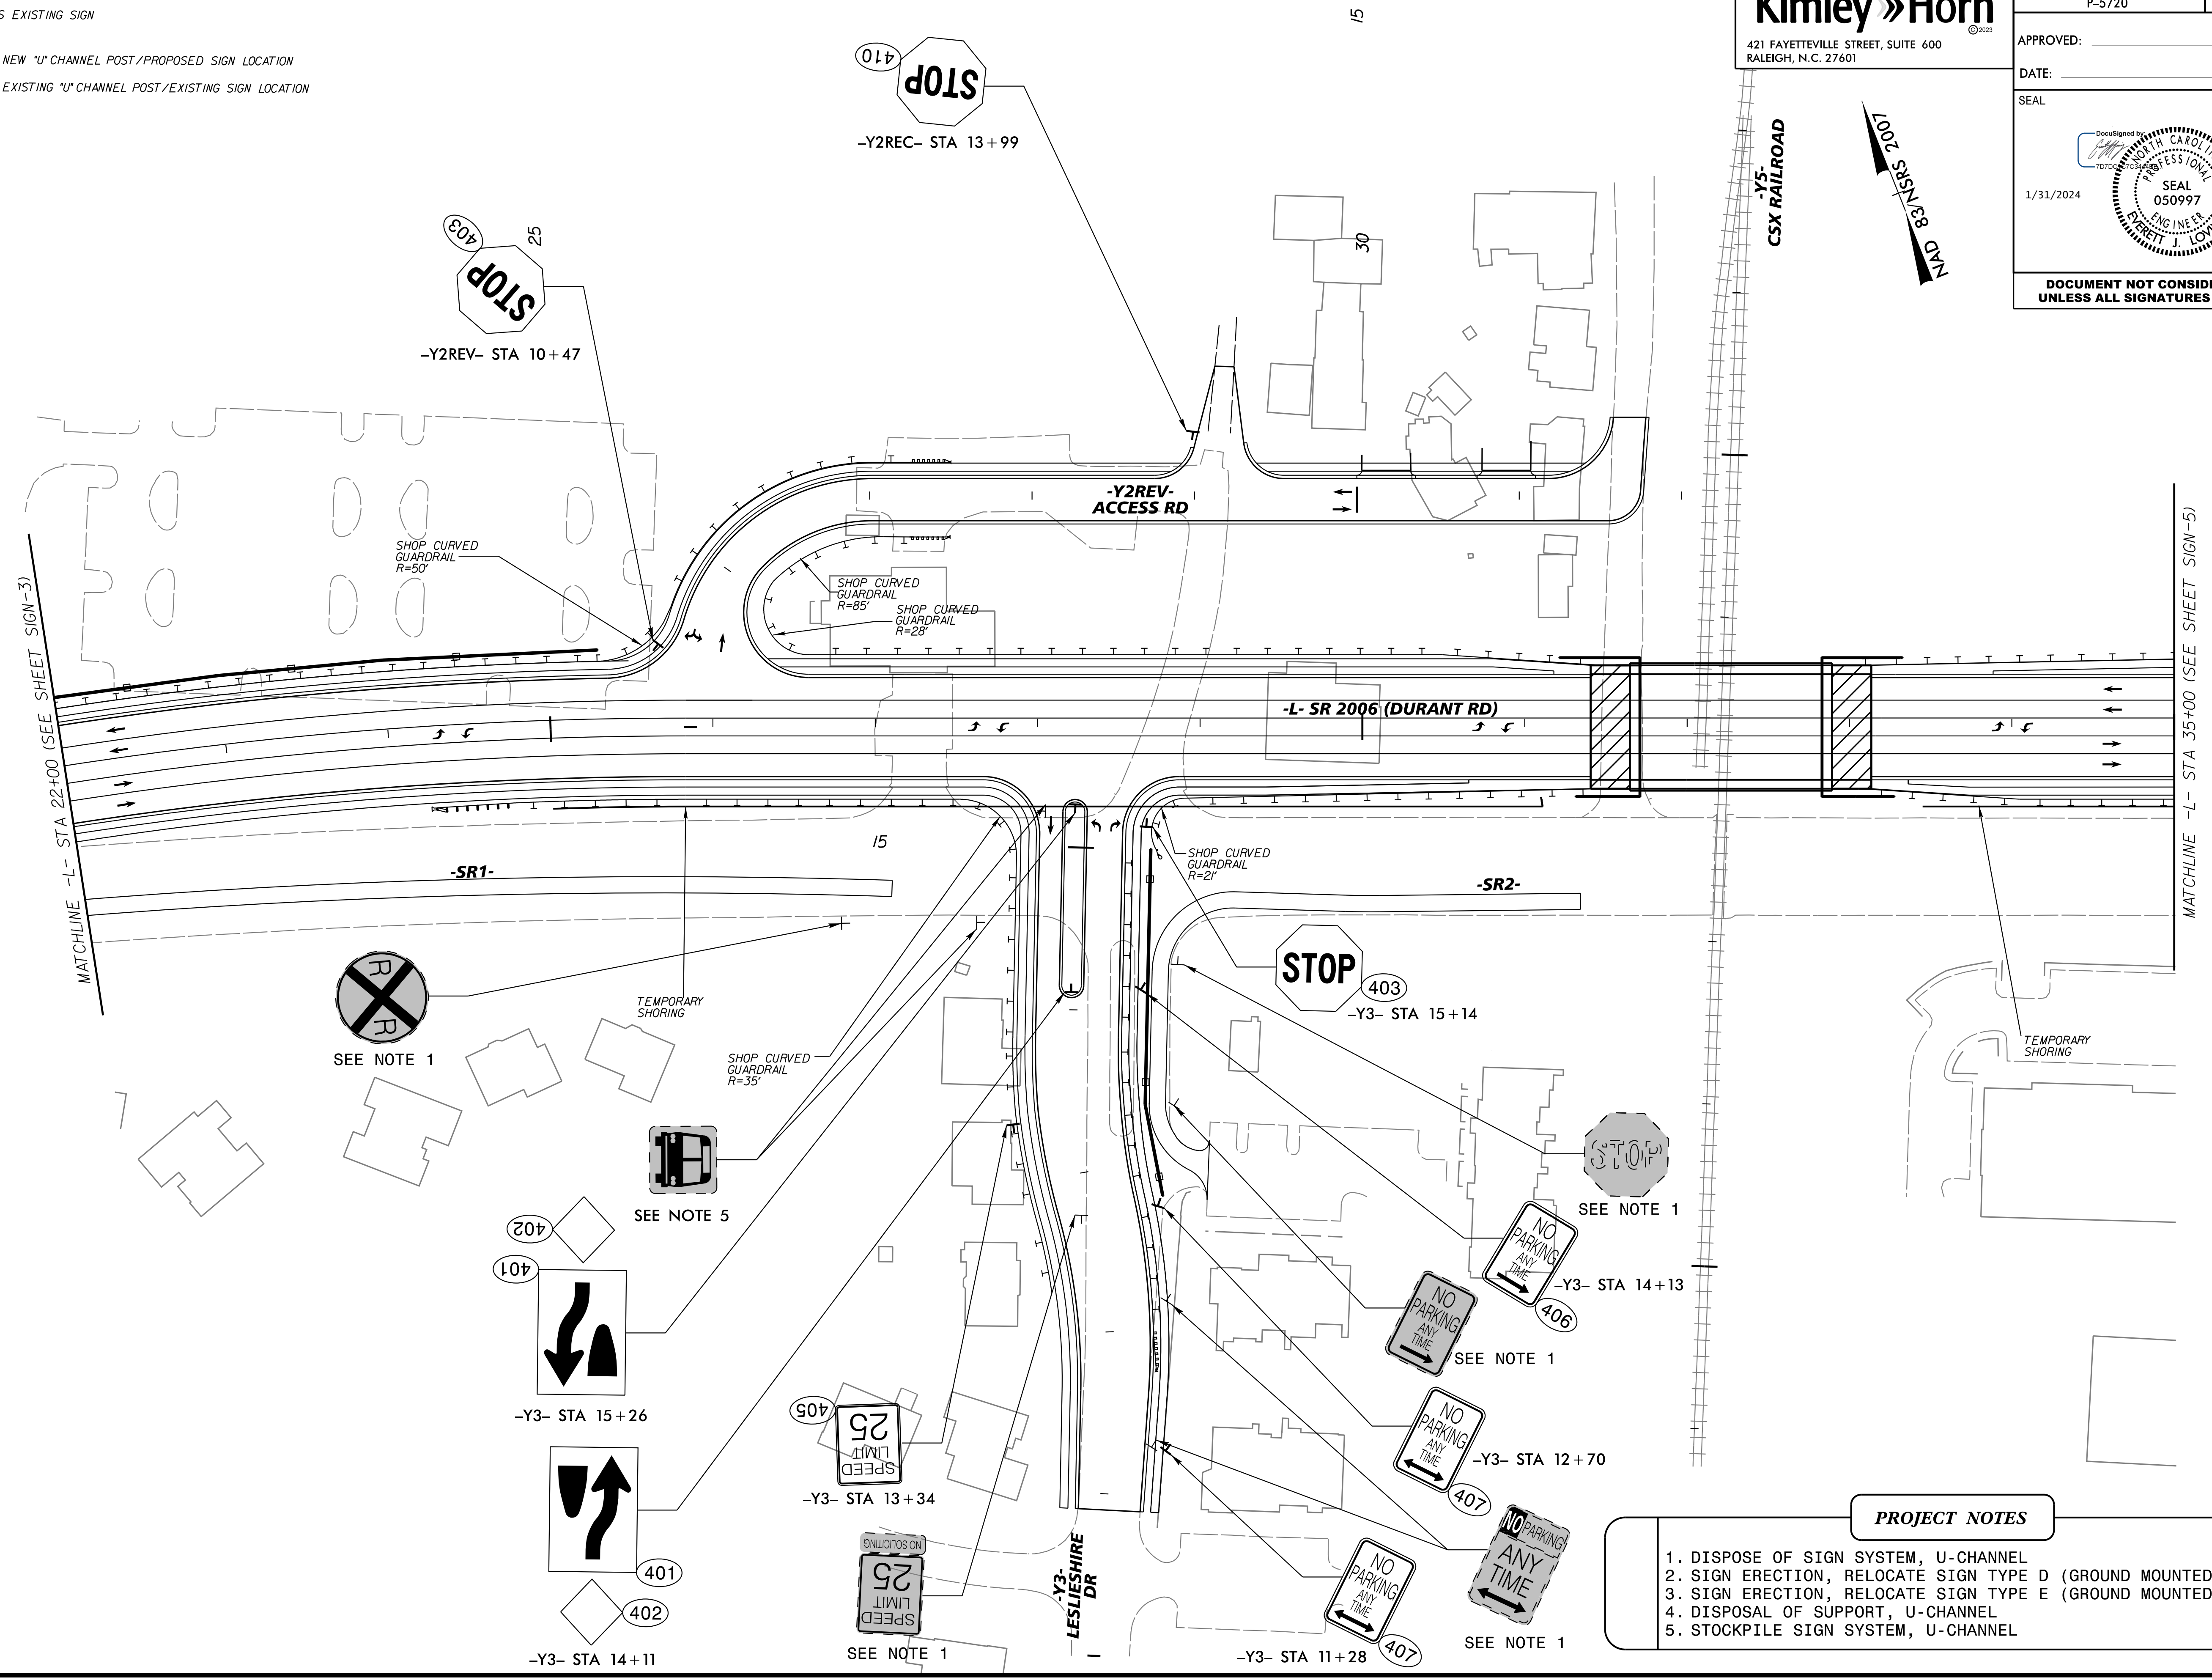 S EXISTING SIGN
NEW "U" CHANNEL POST/PROPOSED SIGN LOCATION
EXISTING "U" CHANNEL POST/EXISTING SIGN LOCATION
Kimley»Horn
©2023
421 FAYETTEVILLE STREET, SUITE 600
RALEIGH, N.C. 27601
P-5720
APPROVED:
DATE:
SEAL
DocuSigned by:
1/31/2024
NORTH CAROLIN
PROFESSIONAL
SEAL
050997
ENGINEER
EVERETT J. LOV
DOCUMENT NOT CONSID
UNLESS ALL SIGNATURES
NAD 83/NSRS 2007
15
410
STOP
-Y2REC- STA 13+99
403
STOP
25
-Y2REV- STA 10+47
30
-Y5-
CSX RAILROAD
-Y2REV-
ACCESS RD
SHOP CURVED
GUARDRAIL
R=50'
SHOP CURVED
GUARDRAIL
R=85'
SHOP CURVED
GUARDRAIL
R=28'
MATCHLINE -L- STA 22+00 (SEE SHEET SIGN-3)
MATCHLINE -L- STA 35+00 (SEE SHEET SIGN-5)
-L- SR 2006 (DURANT RD)
15
-SR1-
SHOP CURVED
GUARDRAIL
R=21'
-SR2-
R R
SEE NOTE 1
TEMPORARY
SHORING
STOP
403
-Y3- STA 15+14
TEMPORARY
SHORING
SHOP CURVED
GUARDRAIL
R=35'
SEE NOTE 5
STOP
SEE NOTE 1
402
401
-Y3- STA 15+26
NO
PARKING
ANY
TIME
-Y3- STA 14+13
406
NO
PARKING
ANY
TIME
SEE NOTE 1
405
SPEED
LIMIT
25
-Y3- STA 13+34
NO
PARKING
ANY
TIME
-Y3- STA 12+70
407
401
402
-Y3- STA 14+11
NO SOLICITING
SPEED
LIMIT
25
SEE NOTE 1
-Y3-
LESLIESHIRE
DR
NO
PARKING
ANY
TIME
407
-Y3- STA 11+28
NO PARKING
ANY
TIME
SEE NOTE 1
PROJECT NOTES
1. DISPOSE OF SIGN SYSTEM, U-CHANNEL
2. SIGN ERECTION, RELOCATE SIGN TYPE D (GROUND MOUNTED
3. SIGN ERECTION, RELOCATE SIGN TYPE E (GROUND MOUNTED
4. DISPOSAL OF SUPPORT, U-CHANNEL
5. STOCKPILE SIGN SYSTEM, U-CHANNEL